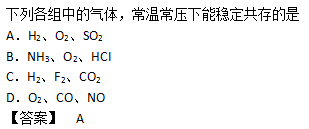 下列各组中的气体，常温常压下能稳定共存的是
A．H₂、O₂、SO₂
B．NH₃、O₂、HCl
C．H₂、F₂、CO₂
D．O₂、CO、NO
【答案】 A